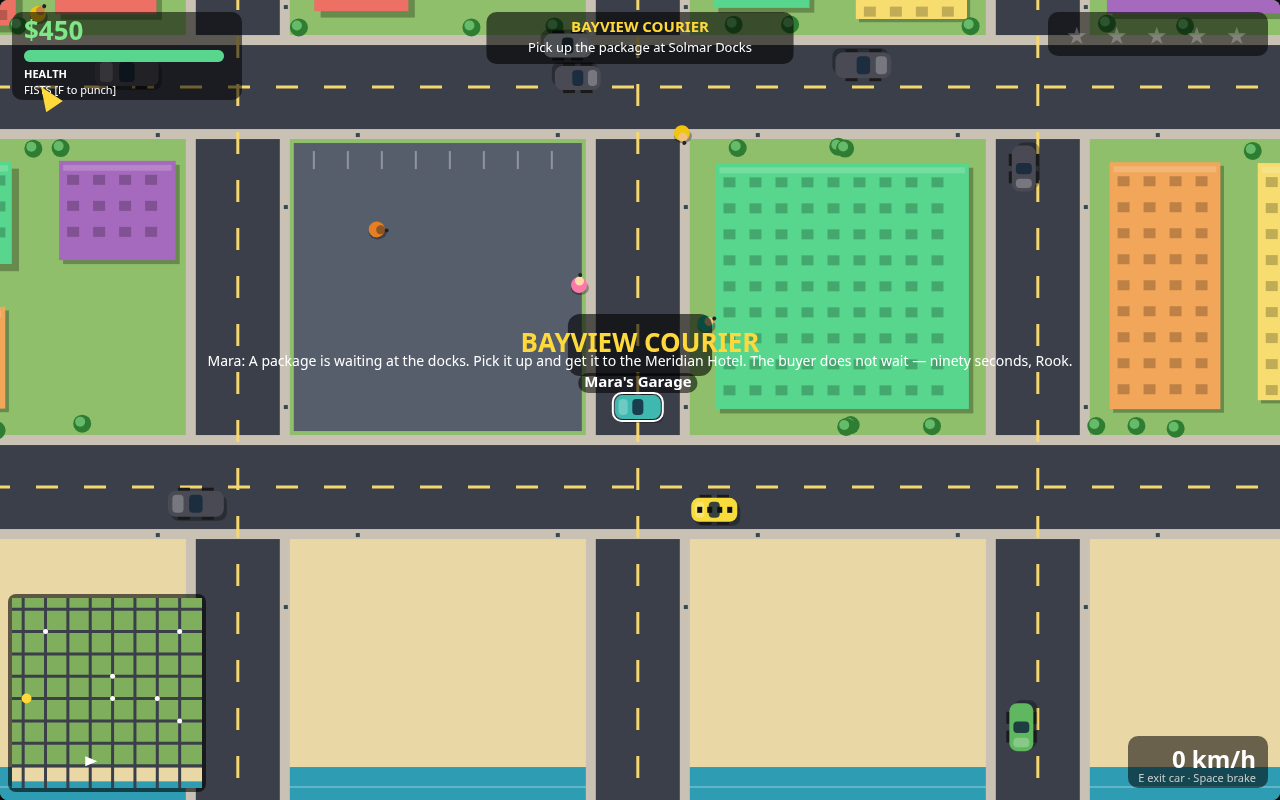 $450
HEALTH
FISTS [F to punch]
BAYVIEW COURIER
Pick up the package at Solmar Docks
BAYVIEW COURIER
Mara: A package is waiting at the docks. Pick it up and get it to the Meridian Hotel. The buyer does not wait — ninety seconds, Rook.
Mara's Garage
0 km/h
E exit car · Space brake